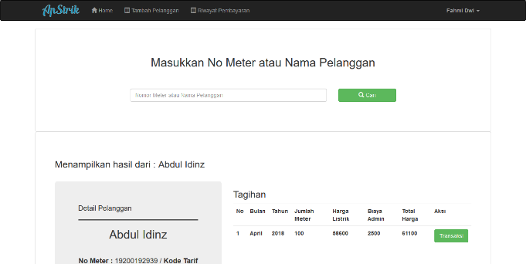 ApStrik Home Tambah Pelanggan Riwayat Pembayaran Fahmi Dwi
Masukkan No Meter atau Nama Pelanggan
Nomor Meter atau Nama Pelanggan Cari
Menampilkan hasil dari : Abdul Idinz
Detail Pelanggan
Abdul Idinz
No Meter : 19200192939 / Kode Tarif
Tagihan
No Bulan Tahun Jumlah Meter Harga Listrik Biaya Admin Total Harga Aksi
1 April 2018 100 58600 2500 61100 Transaksi